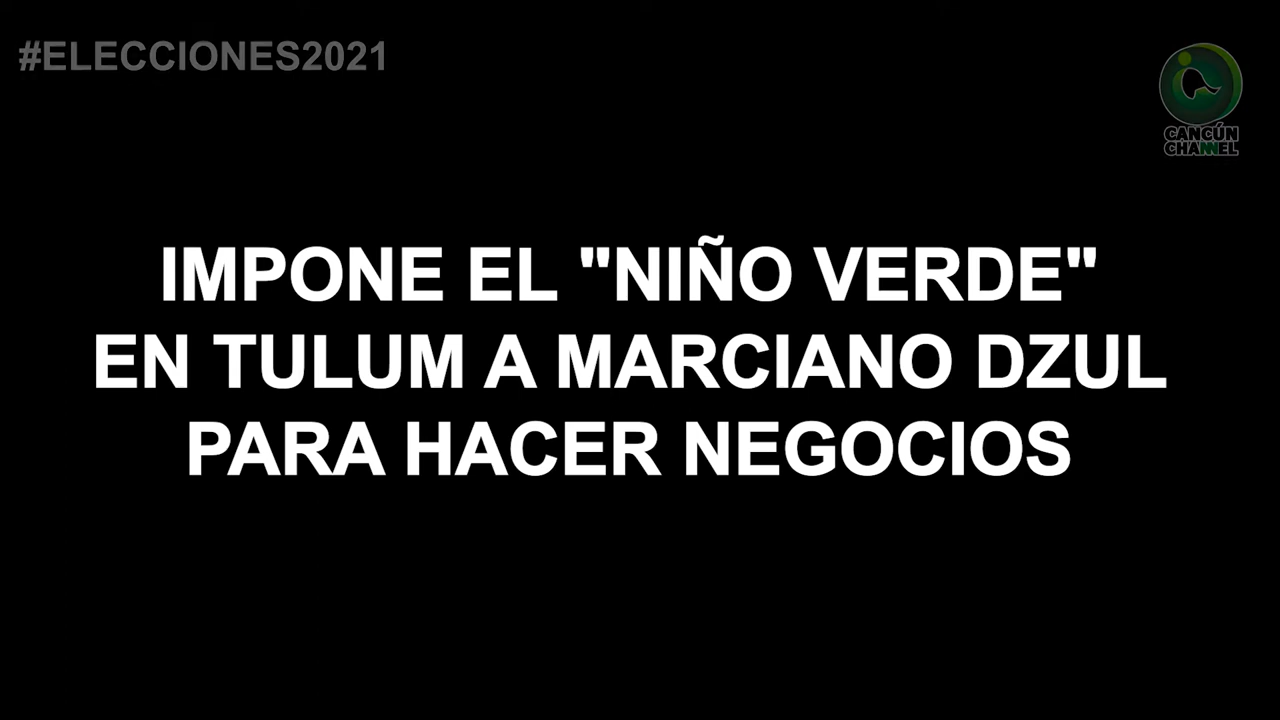 #ELECCIONES2021
CANCÚN
CHANNEL
IMPONE EL "NIÑO VERDE"
EN TULUM A MARCIANO DZUL
PARA HACER NEGOCIOS